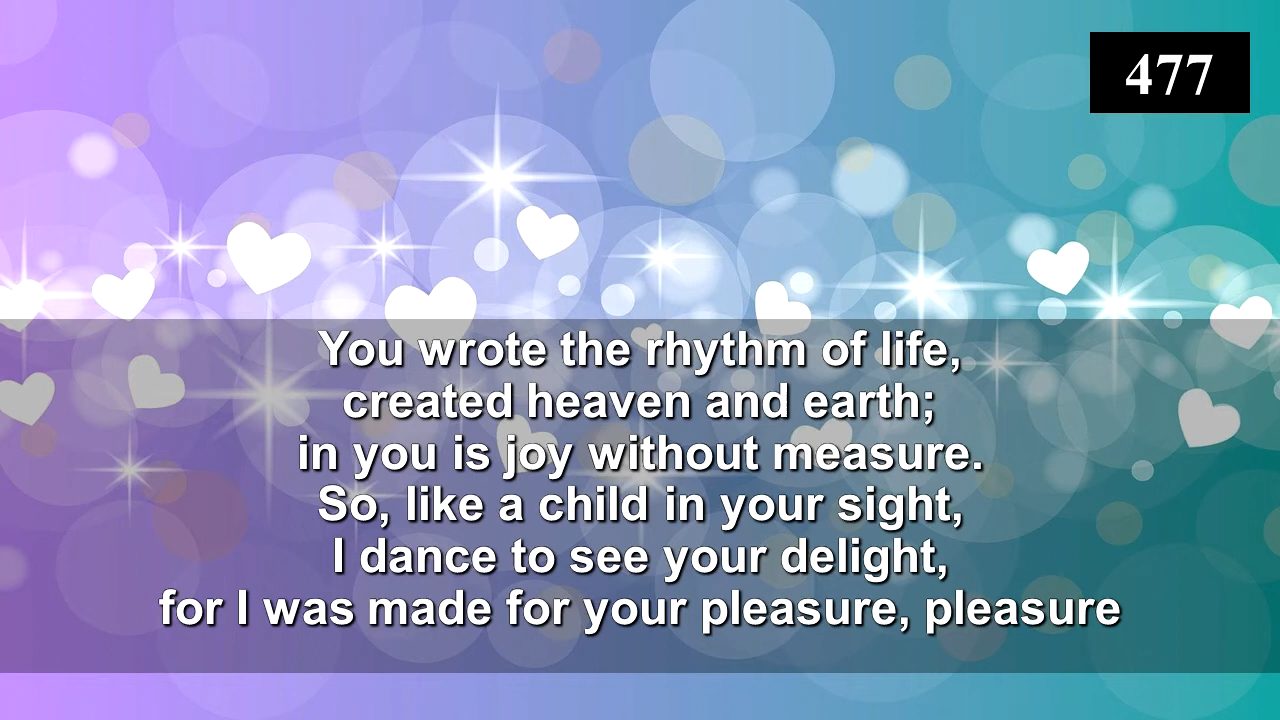 477
You wrote the rhythm of life,
created heaven and earth;
in you is joy without measure.
So, like a child in your sight,
I dance to see your delight,
for I was made for your pleasure, pleasure